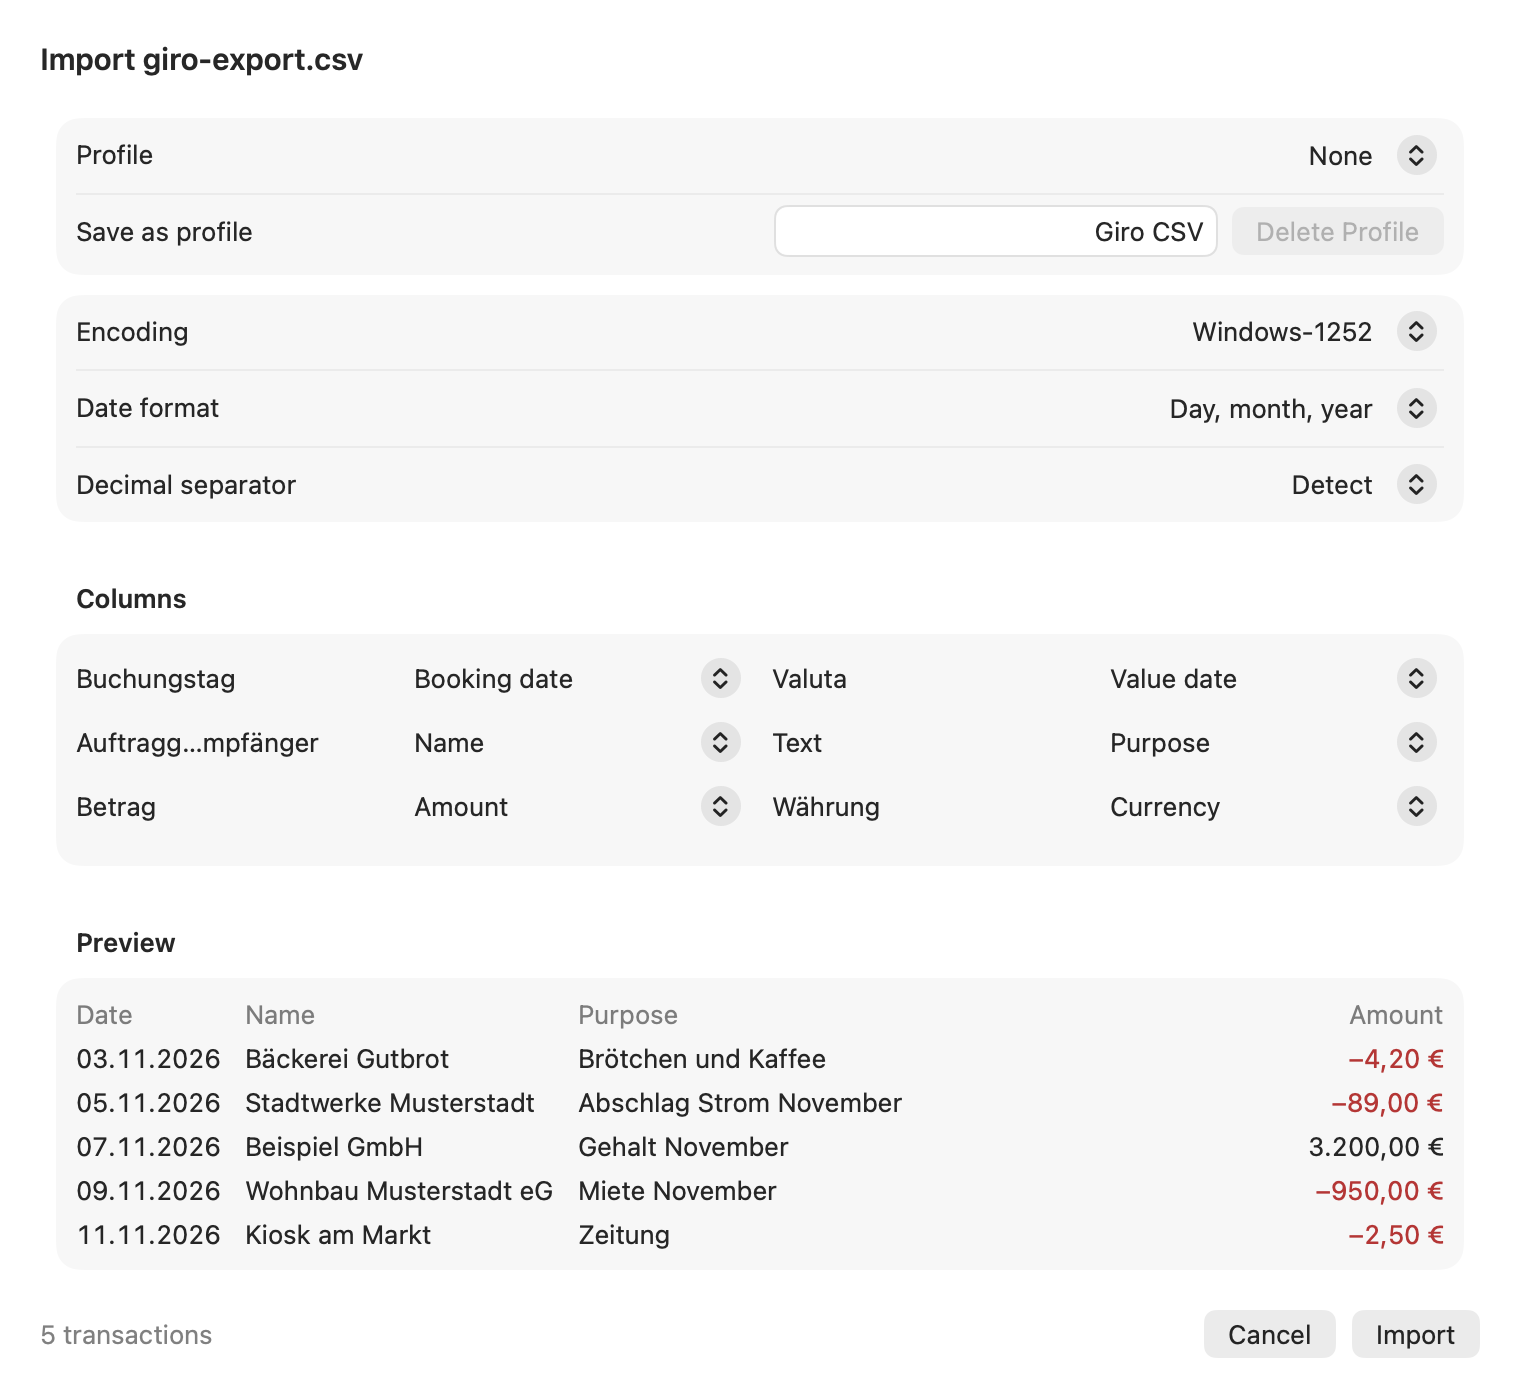 Import giro-export.csv
Profile None
Save as profile Giro CSV Delete Profile
Encoding Windows-1252
Date format Day, month, year
Decimal separator Detect
Columns
Buchungstag Booking date Valuta Value date
Auftragg...mpfänger Name Text Purpose
Betrag Amount Währung Currency
Preview
Date Name Purpose Amount
03.11.2026 Bäckerei Gutbrot Brötchen und Kaffee –4,20 €
05.11.2026 Stadtwerke Musterstadt Abschlag Strom November –89,00 €
07.11.2026 Beispiel GmbH Gehalt November 3.200,00 €
09.11.2026 Wohnbau Musterstadt eG Miete November –950,00 €
11.11.2026 Kiosk am Markt Zeitung –2,50 €
5 transactions Cancel Import